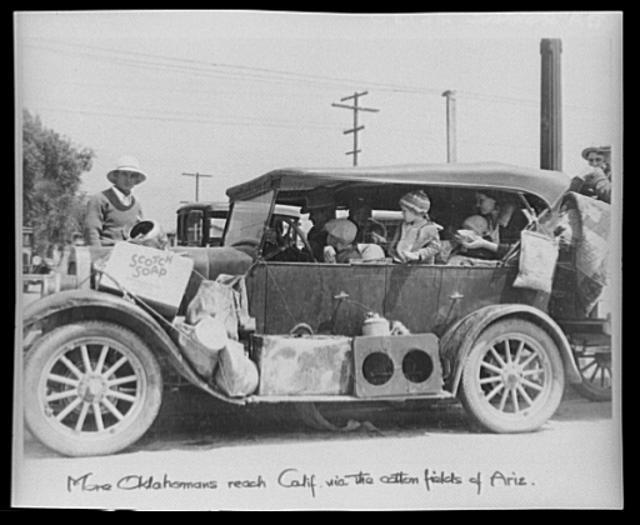 SCOTCH
SOAP
More Oklahomans reach Calif. via the cotton fields of Ariz.